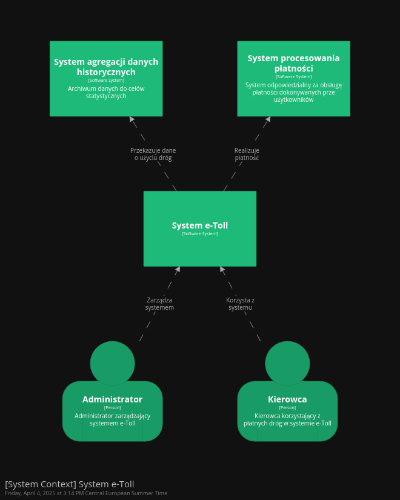 System agregacji danych
historycznych
[Software System]
Archiwum danych do celów
statystycznych
System procesowania
płatności
[Software System]
System odpowiedzialny za obsługę
płatności dokonywanych prze
użytkowników
Przekazuje dane
o użyciu dróg
Realizuje
płatność
System e-Toll
[Software System]
Zarządza
systemem
Korzysta z
systemu
Administrator
[Person]
Administrator zarządzający
systemem e-Toll
Kierowca
[Person]
Kierowca korzystający z
płatnych dróg w systemie e-Toll
[System Context] System e-Toll
Friday, April 4, 2025 at 3:14 PM Central European Summer Time